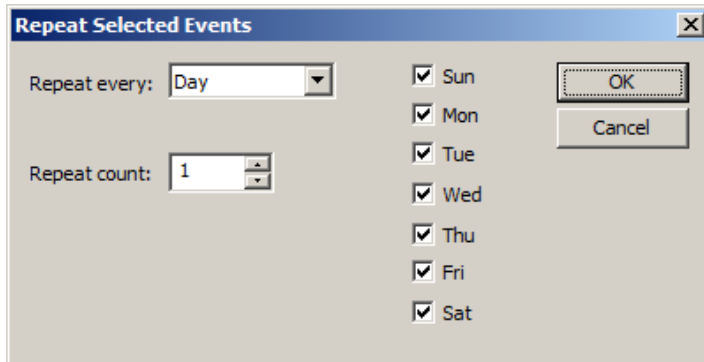 Repeat Selected Events
Repeat every: Day
Repeat count: 1
Sun
Mon
Tue
Wed
Thu
Fri
Sat
OK
Cancel